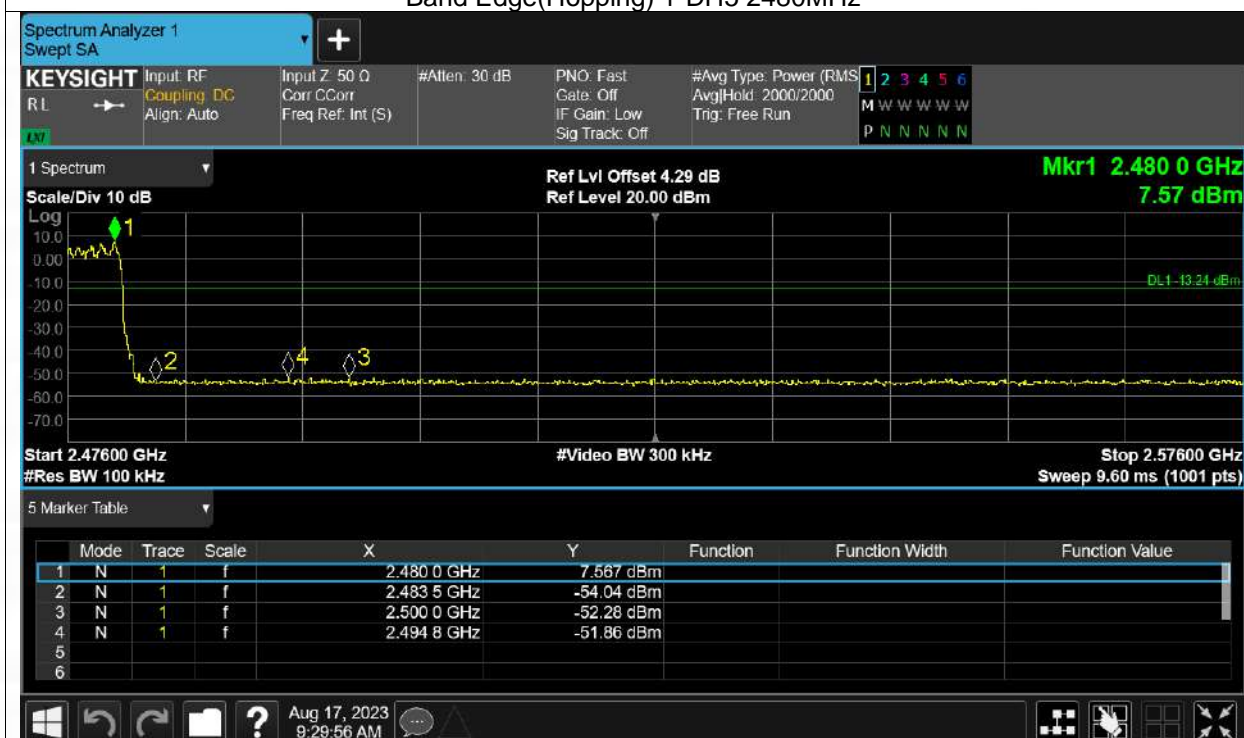 Band Edge(Hopping) 1-DH5 2480MHz
Spectrum Analyzer 1
Swept SA
KEYSIGHT
RL
LXI
Input: RF
Coupling: DC
Align: Auto
Input Z: 50 Ω
Corr CCorr
Freq Ref: Int (S)
#Atten: 30 dB
PNO: Fast
Gate: Off
IF Gain: Low
Sig Track: Off
#Avg Type: Power (RMS
Avg|Hold: 2000/2000
Trig: Free Run
1 2 3 4 5 6
M W W W W W
P N N N N N
1 Spectrum
Scale/Div 10 dB
Ref Lvl Offset 4.29 dB
Ref Level 20.00 dBm
Mkr1 2.480 0 GHz
7.57 dBm
Log
10.0
0.00
-10.0
-20.0
-30.0
-40.0
-50.0
-60.0
-70.0
1
2
4
3
DL1 -13.24 dBm
Start 2.47600 GHz
#Res BW 100 kHz
#Video BW 300 kHz
Stop 2.57600 GHz
Sweep 9.60 ms (1001 pts)
5 Marker Table
Mode Trace Scale X Y Function Function Width Function Value
1 N 1 f 2.480 0 GHz 7.567 dBm
2 N 1 f 2.483 5 GHz -54.04 dBm
3 N 1 f 2.500 0 GHz -52.28 dBm
4 N 1 f 2.494 8 GHz -51.86 dBm
5
6
?
Aug 17, 2023
9:29:56 AM